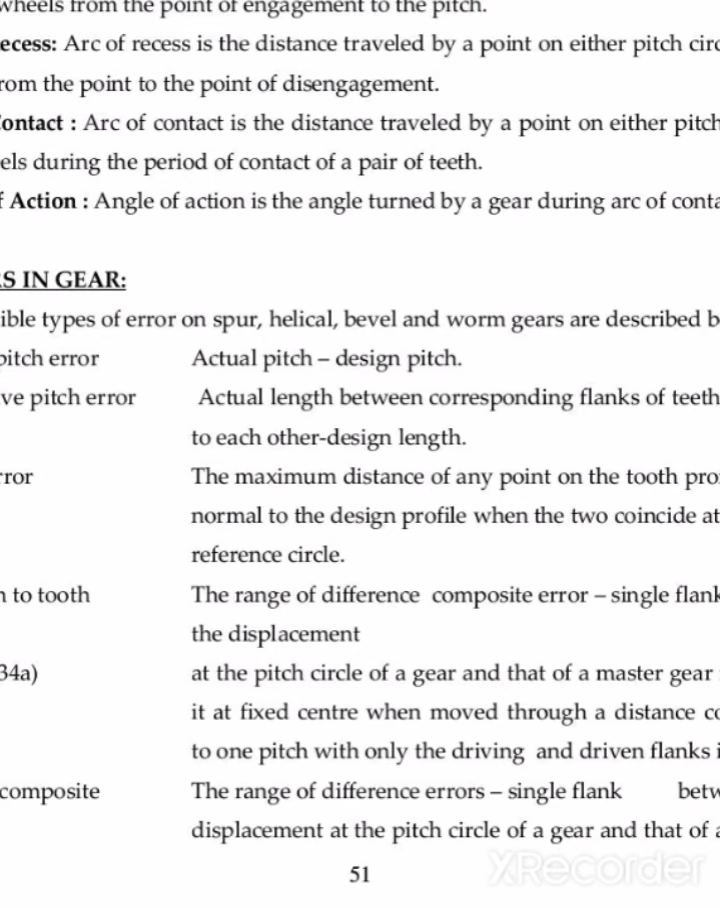 wheels from the point of engagement to the pitch.
ecess: Arc of recess is the distance traveled by a point on either pitch circ
rom the point to the point of disengagement.
Contact : Arc of contact is the distance traveled by a point on either pitch
els during the period of contact of a pair of teeth.
f Action : Angle of action is the angle turned by a gear during arc of conta
RS IN GEAR:
ible types of error on spur, helical, bevel and worm gears are described b
pitch error Actual pitch – design pitch.
ve pitch error Actual length between corresponding flanks of teeth
to each other-design length.
rror The maximum distance of any point on the tooth pro
normal to the design profile when the two coincide at
reference circle.
h to tooth The range of difference composite error – single flank
the displacement
34a) at the pitch circle of a gear and that of a master gear
it at fixed centre when moved through a distance co
to one pitch with only the driving and driven flanks i
composite The range of difference errors – single flank betw
displacement at the pitch circle of a gear and that of a
51
XRecorder